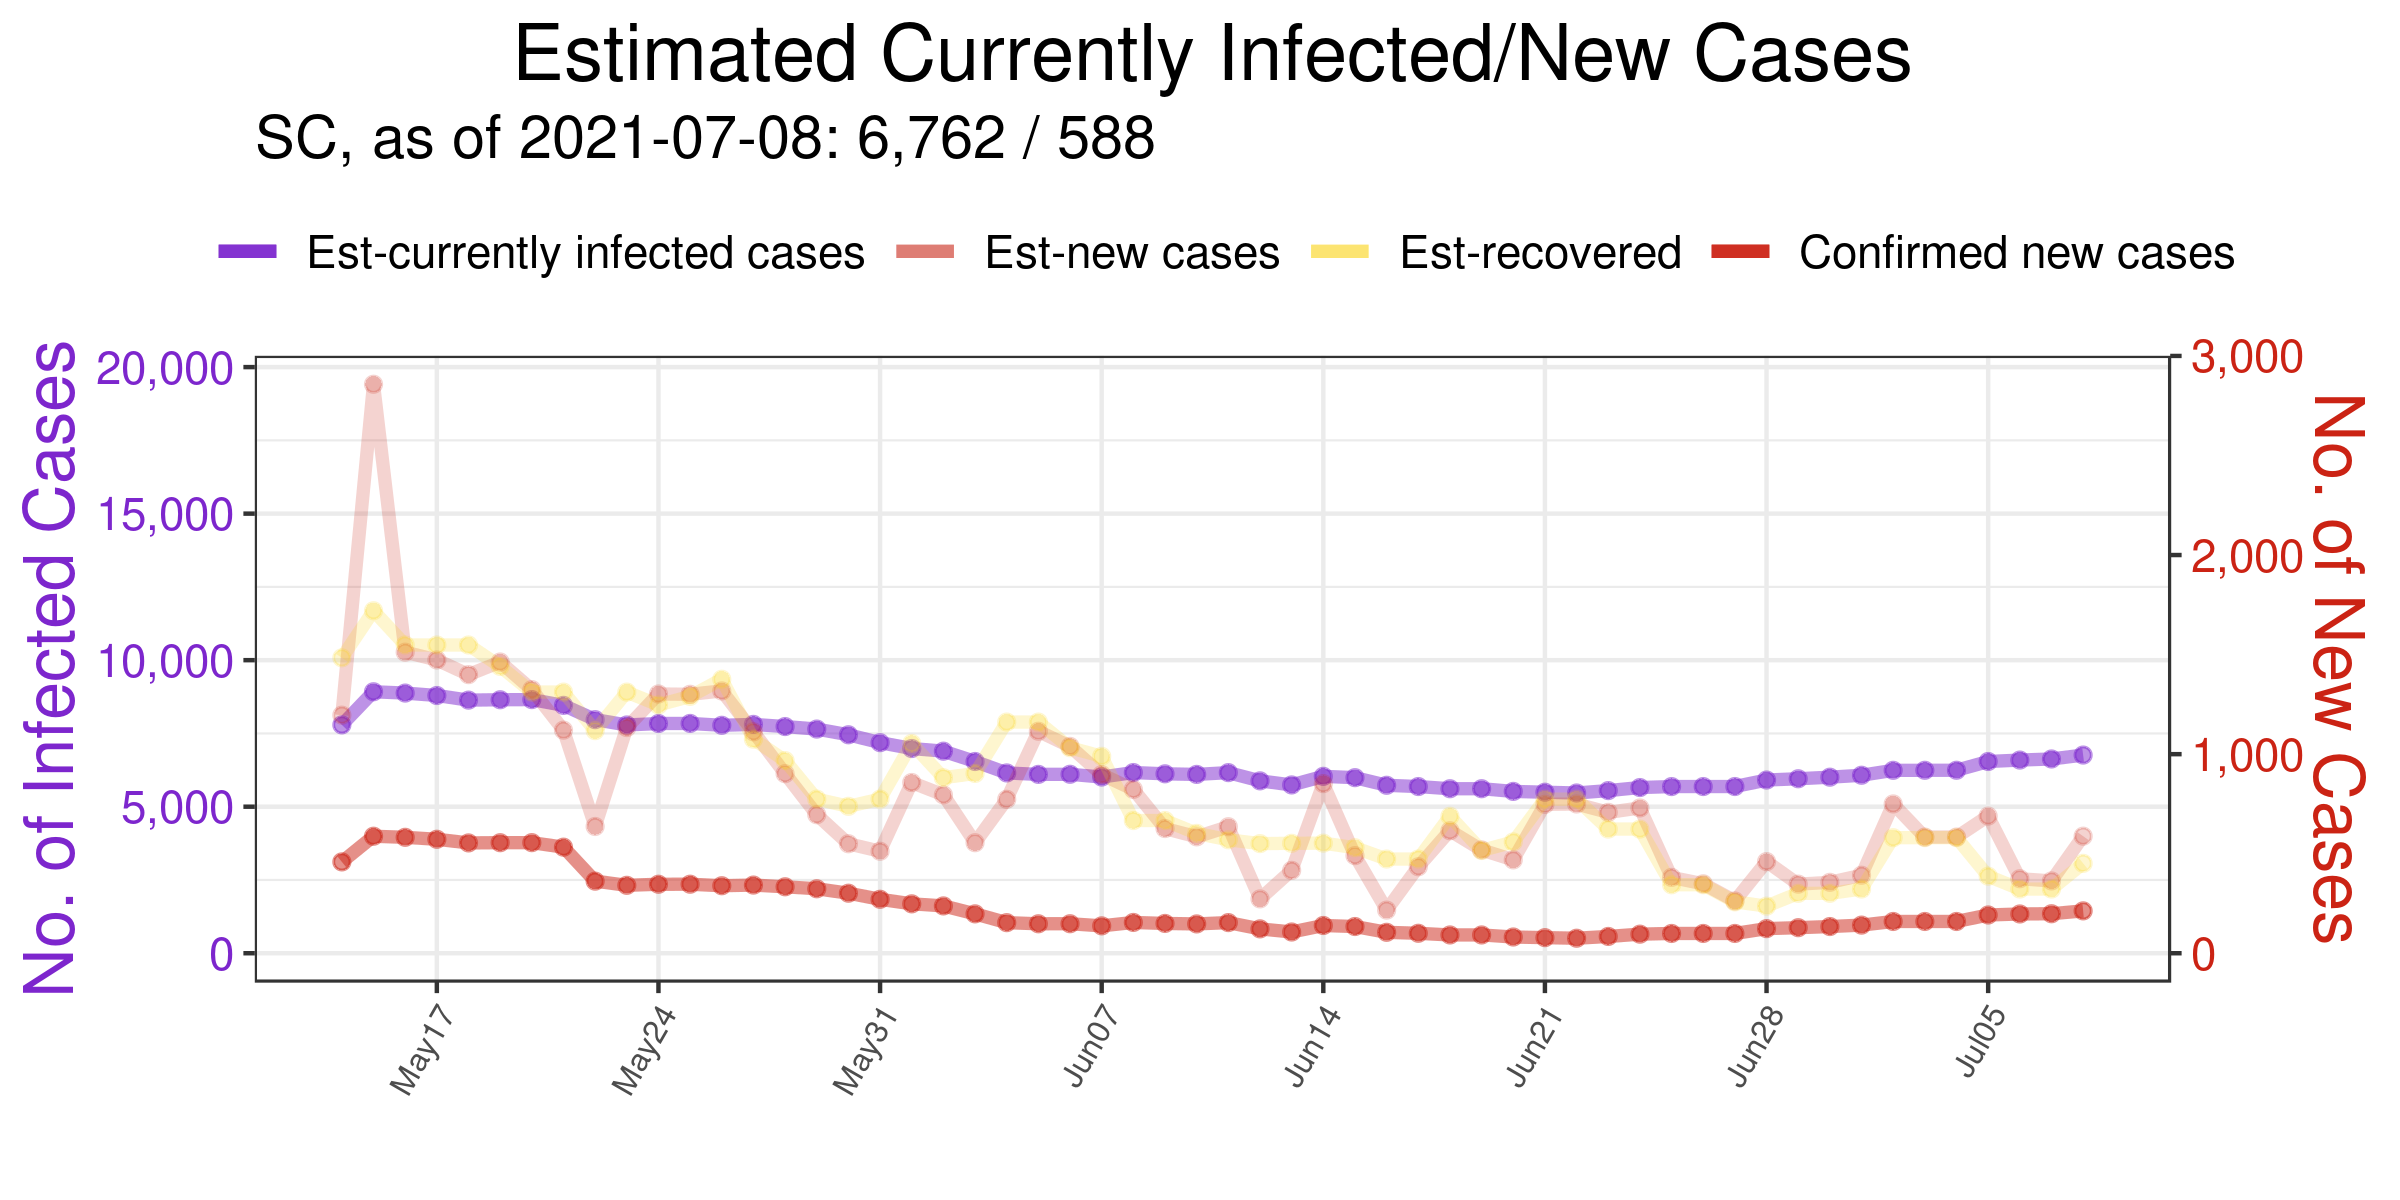 Estimated Currently Infected/New Cases
SC, as of 2021-07-08: 6,762 / 588
Est-currently infected cases Est-new cases Est-recovered Confirmed new cases
No. of Infected Cases
20,000
15,000
10,000
5,000
0
3,000
2,000
1,000
0
No. of New Cases
May17 May24 May31 Jun07 Jun14 Jun21 Jun28 Jul05